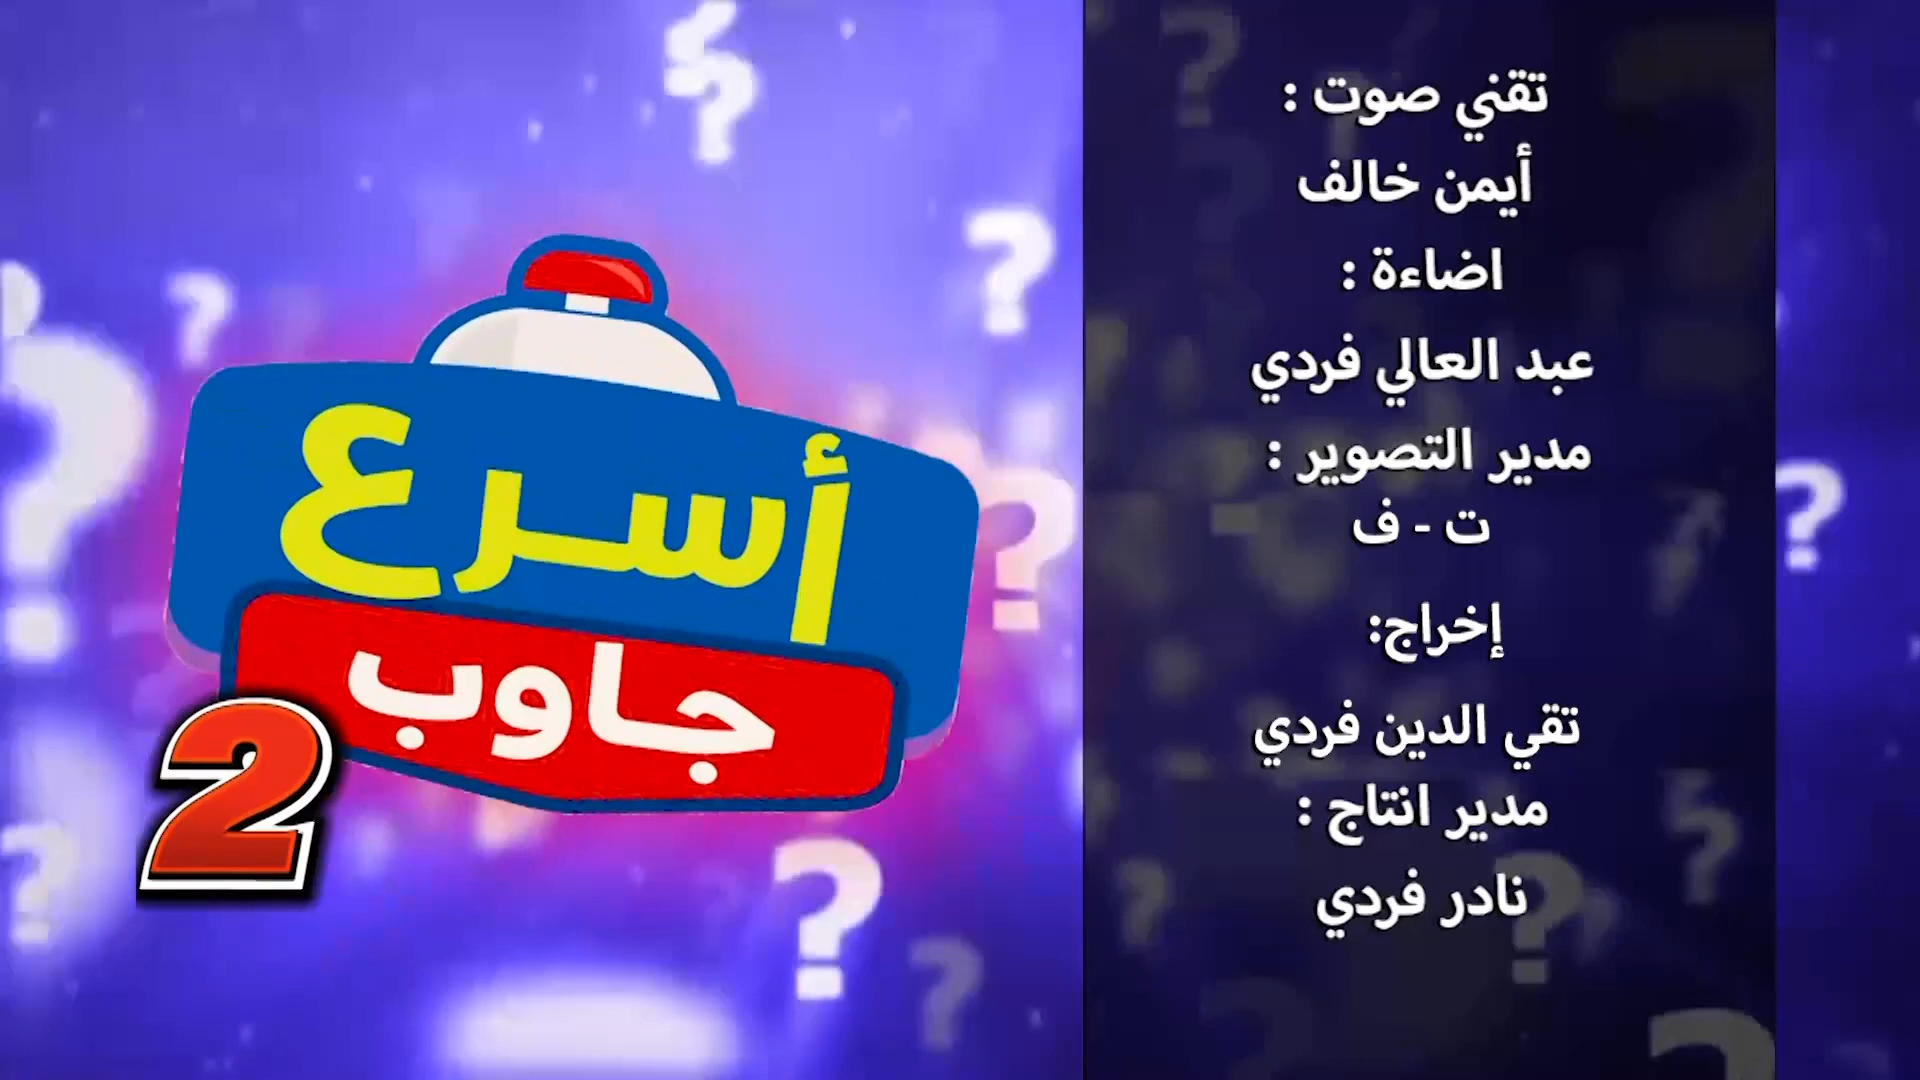 أسرع
جاوب
2
تقني صوت :
أيمن خالف
اضاءة :
عبد العالي فردي
مدير التصوير :
ت - ف
إخراج:
تقي الدين فردي
مدير انتاج :
نادر فردي